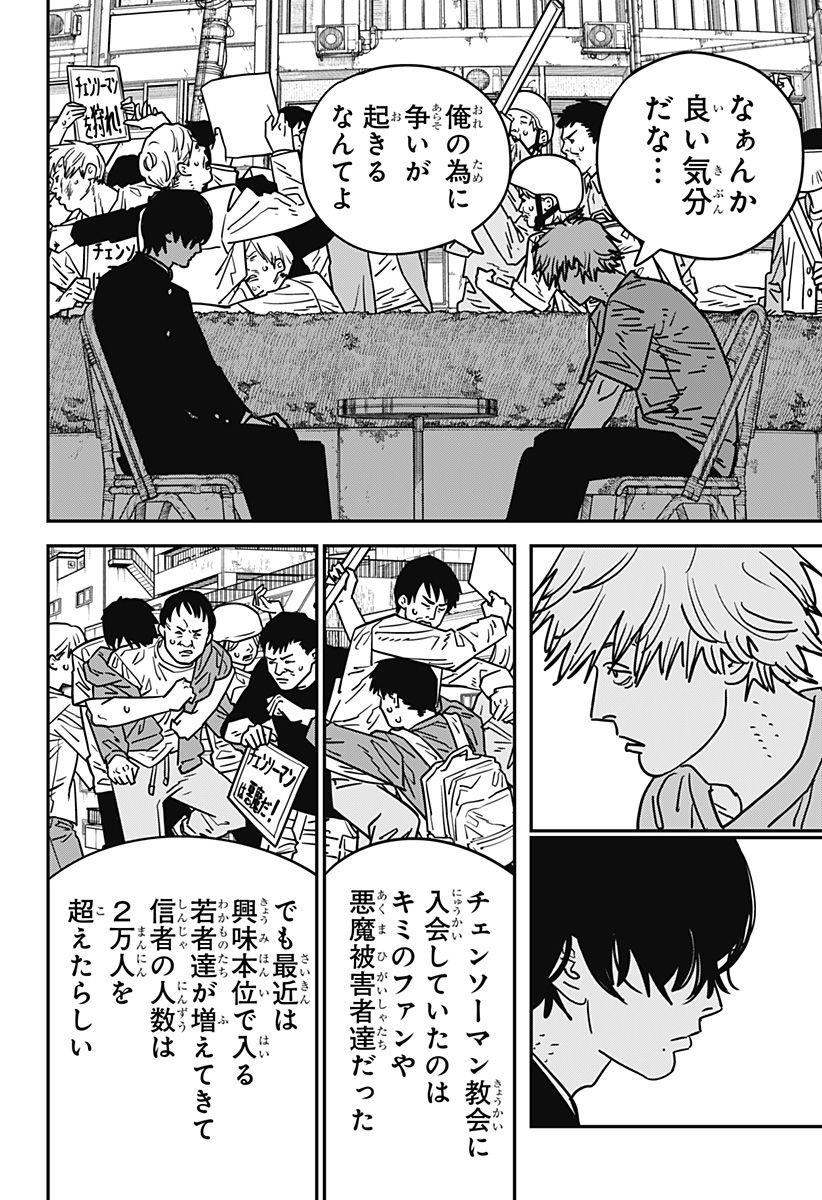 なぁんか
良い気分
だな…
俺の為に
争いが
起きる
なんてよ
チェンソーマン
を狩れ!
チェンソ
チェンソーマン教会に
入会していたのは
キミのファンや
悪魔被害者達だった
チェンソーマン
は悪魔だ!
でも最近は
興味本位で入る
若者達が増えてきて
信者の人数は
2万人を
超えたらしい